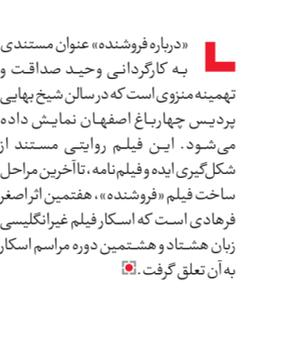 «درباره فروشنده» عنوان مستندی
به کارگردانی وحید صداقت و
تهمینه منزوی است که در سالن شیخ بهایی
پردیس چهارباغ اصفهان نمایش داده
می‌شود. این فیلم روایتی مستند از
شکل‌گیری ایده و فیلم‌نامه، تا آخرین مراحل
ساخت فیلم «فروشنده»، هفتمین اثر اصغر
فرهادی است که اسکار فیلم غیرانگلیسی
زبان هشتاد و هشتمین دوره مراسم اسکار
به آن تعلق گرفت.